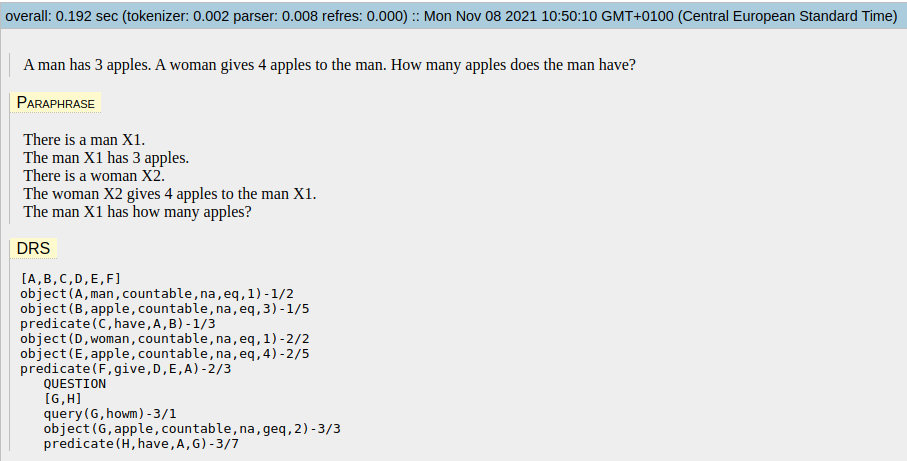 overall: 0.192 sec (tokenizer: 0.002 parser: 0.008 refres: 0.000) :: Mon Nov 08 2021 10:50:10 GMT+0100 (Central European Standard Time)
A man has 3 apples. A woman gives 4 apples to the man. How many apples does the man have?
PARAPHRASE
There is a man X1.
The man X1 has 3 apples.
There is a woman X2.
The woman X2 gives 4 apples to the man X1.
The man X1 has how many apples?
DRS
[A,B,C,D,E,F]
object(A,man,countable,na,eq,1)-1/2
object(B,apple,countable,na,eq,3)-1/5
predicate(C,have,A,B)-1/3
object(D,woman,countable,na,eq,1)-2/2
object(E,apple,countable,na,eq,4)-2/5
predicate(F,give,D,E,A)-2/3
QUESTION
[G,H]
query(G,howm)-3/1
object(G,apple,countable,na,geq,2)-3/3
predicate(H,have,A,G)-3/7